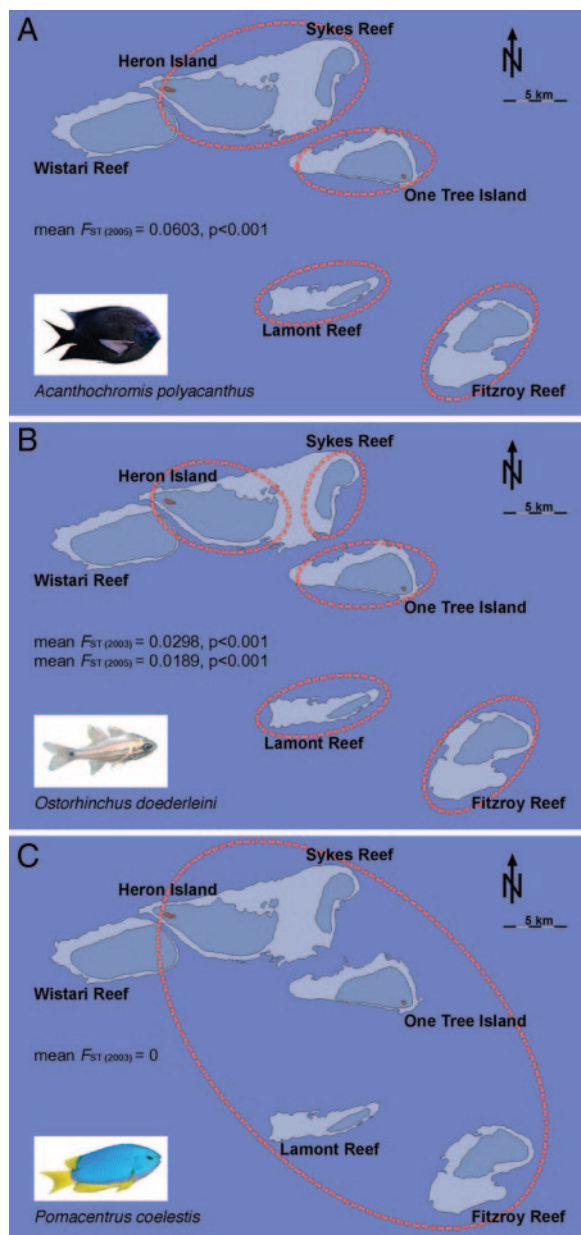 A
Sykes Reef
Heron Island
N
5 km
Wistari Reef
One Tree Island
mean FST (2005) = 0.0603, p<0.001
Lamont Reef
Acanthochromis polyacanthus
Fitzroy Reef
B
Sykes Reef
Heron Island
N
5 km
Wistari Reef
One Tree Island
mean FST (2003) = 0.0298, p<0.001
mean FST (2005) = 0.0189, p<0.001
Lamont Reef
Ostorhinchus doederleini
Fitzroy Reef
C
Sykes Reef
Heron Island
N
5 km
Wistari Reef
One Tree Island
mean FST (2003) = 0
Lamont Reef
Pomacentrus coelestis
Fitzroy Reef